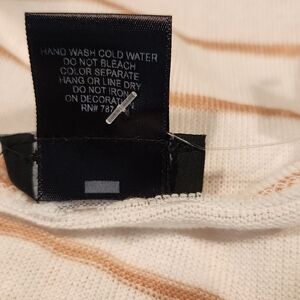 HAND WASH COLD WATER
DO NOT BLEACH
COLOR SEPARATE
HANG OR LINE DRY
DO NOT IRON
ON DECORATI
RN# 787